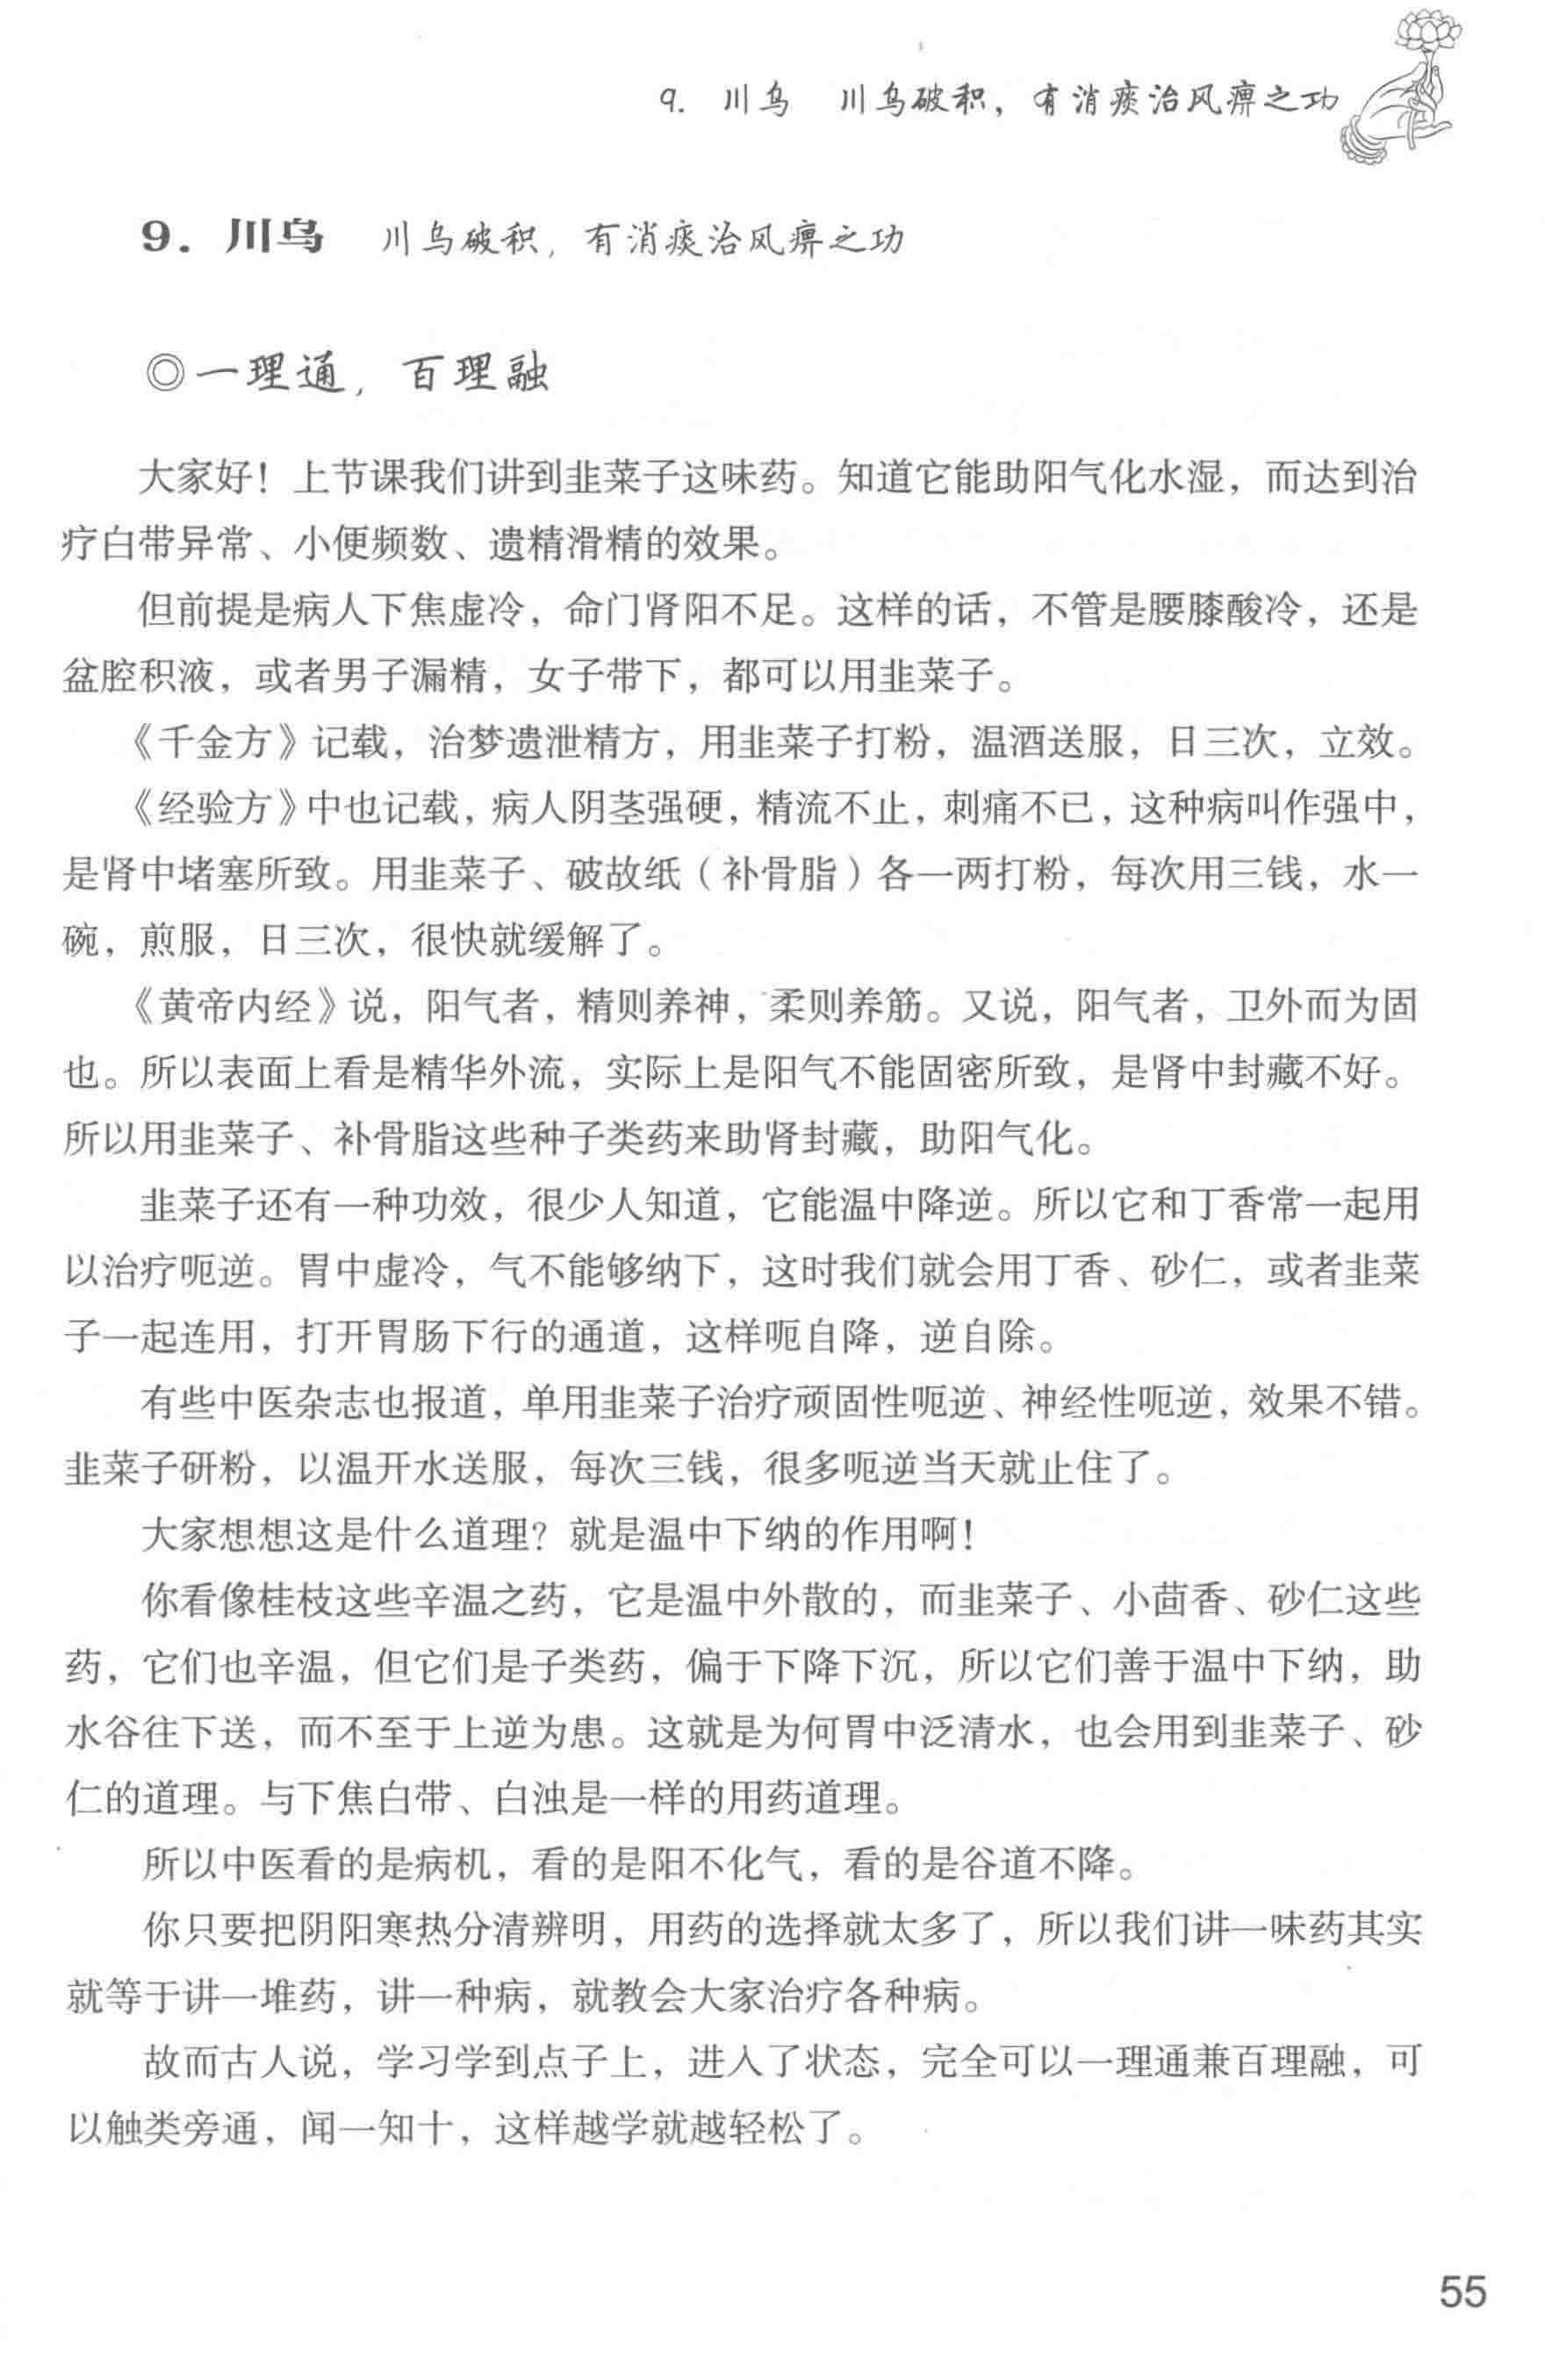 9. 川乌 川乌破积，有消痰治风痹之功
9. 川乌 川乌破积，有消痰治风痹之功
◎一理通，百理融
大家好！上节课我们讲到韭菜子这味药。知道它能助阳气化水湿，而达到治
疗白带异常、小便频数、遗精滑精的效果。
但前提是病人下焦虚冷，命门肾阳不足。这样的话，不管是腰膝酸冷，还是
盆腔积液，或者男子漏精，女子带下，都可以用韭菜子。
《千金方》记载，治梦遗泄精方，用韭菜子打粉，温酒送服，日三次，立效。
《经验方》中也记载，病人阴茎强硬，精流不止，刺痛不已，这种病叫作强中，
是肾中堵塞所致。用韭菜子、破故纸（补骨脂）各一两打粉，每次用三钱，水一
碗，煎服，日三次，很快就缓解了。
《黄帝内经》说，阳气者，精则养神，柔则养筋。又说，阳气者，卫外而为固
也。所以表面上看是精华外流，实际上是阳气不能固密所致，是肾中封藏不好。
所以用韭菜子、补骨脂这些种子类药来助肾封藏，助阳气化。
韭菜子还有一种功效，很少人知道，它能温中降逆。所以它和丁香常一起用
以治疗呃逆。胃中虚冷，气不能够纳下，这时我们就会用丁香、砂仁，或者韭菜
子一起连用，打开胃肠下行的通道，这样呃自降，逆自除。
有些中医杂志也报道，单用韭菜子治疗顽固性呃逆、神经性呃逆，效果不错。
韭菜子研粉，以温开水送服，每次三钱，很多呃逆当天就止住了。
大家想想这是什么道理？就是温中下纳的作用啊！
你看像桂枝这些辛温之药，它是温中外散的，而韭菜子、小茴香、砂仁这些
药，它们也辛温，但它们是子类药，偏于下降下沉，所以它们善于温中下纳，助
水谷往下送，而不至于上逆为患。这就是为何胃中泛清水，也会用到韭菜子、砂
仁的道理。与下焦白带、白浊是一样的用药道理。
所以中医看的是病机，看的是阳不化气，看的是谷道不降。
你只要把阴阳寒热分清辨明，用药的选择就太多了，所以我们讲一味药其实
就等于讲一堆药，讲一种病，就教会大家治疗各种病。
故而古人说，学习学到点子上，进入了状态，完全可以一理通兼百理融，可
以触类旁通，闻一知十，这样越学就越轻松了。
55